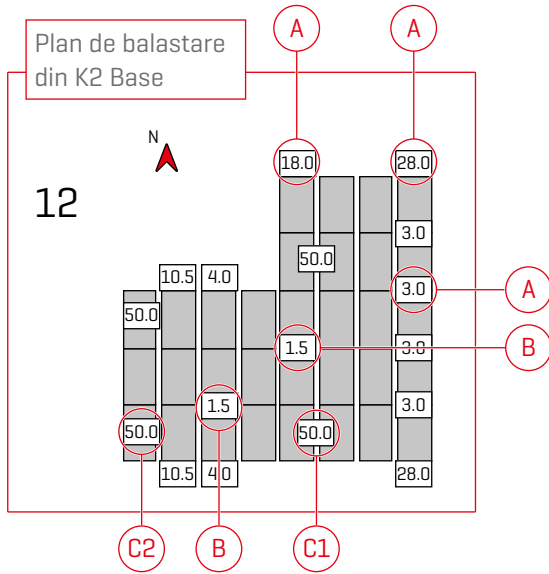 A A
Plan de balastare
din K2 Base
N
18.0 28.0
12
3.0
50.0
10.5 4.0
3.0 A
50.0
1.5 3.0 B
1.5 3.0
50.0 50.0
10.5 4.0 28.0
C2 B C1